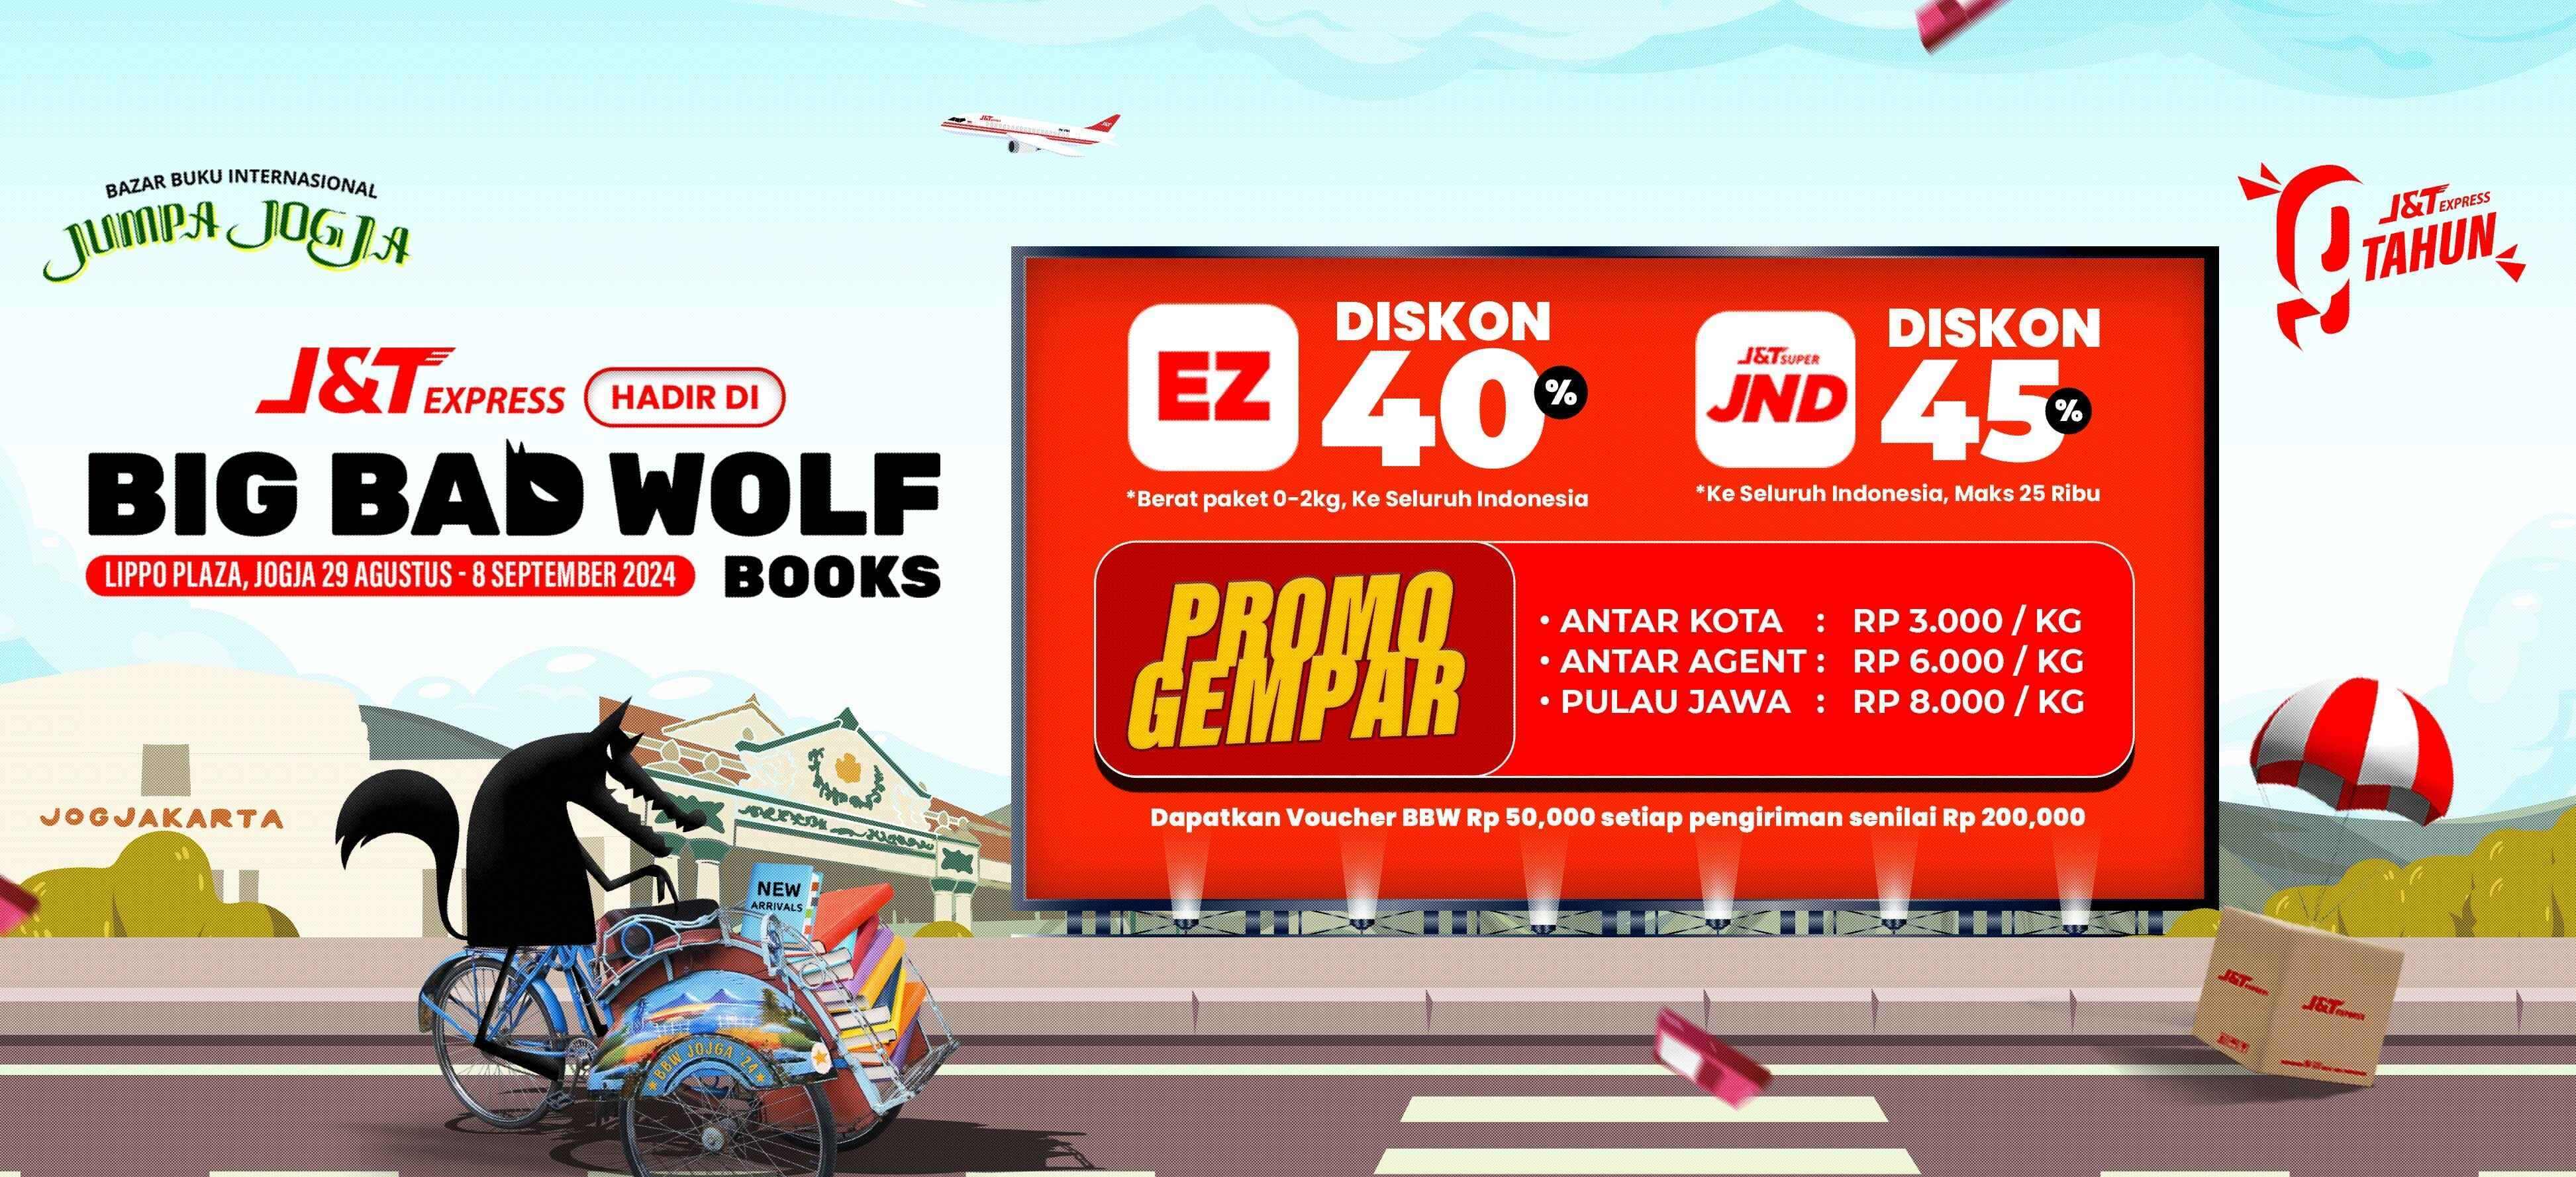 BAZAR BUKU INTERNASIONAL
JUMPA JOGJA
J&T EXPRESS HADIR DI
BIG BAD WOLF
LIPPO PLAZA, JOGJA 29 AGUSTUS - 8 SEPTEMBER 2024 BOOKS
JOGJAKARTA
NEW
ARRIVALS
BBW JOJGA '24
J&T EXPRESS
EZ
DISKON
40%
*Berat paket 0-2kg, Ke Seluruh Indonesia
J&T SUPER
JND
DISKON
45%
*Ke Seluruh Indonesia, Maks 25 Ribu
PROMO
GEMPAR
• ANTAR KOTA : RP 3.000 / KG
• ANTAR AGENT : RP 6.000 / KG
• PULAU JAWA : RP 8.000 / KG
Dapatkan Voucher BBW Rp 50,000 setiap pengiriman senilai Rp 200,000
9 J&T EXPRESS
TAHUN
J&T EXPRESS
J&T EXPRESS